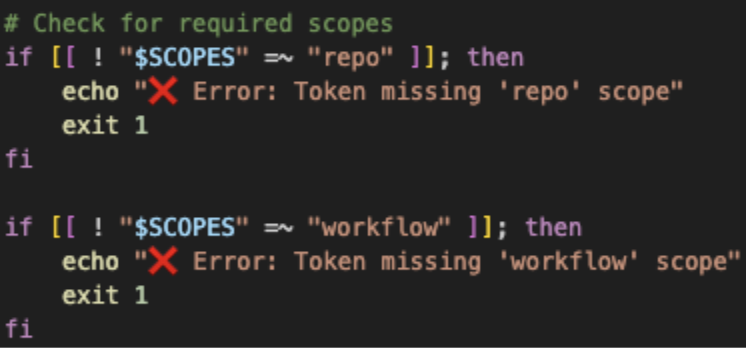 # Check for required scopes
if [[ ! "$SCOPES" =~ "repo" ]]; then
    echo "❌ Error: Token missing 'repo' scope"
    exit 1
fi

if [[ ! "$SCOPES" =~ "workflow" ]]; then
    echo "❌ Error: Token missing 'workflow' scope"
    exit 1
fi